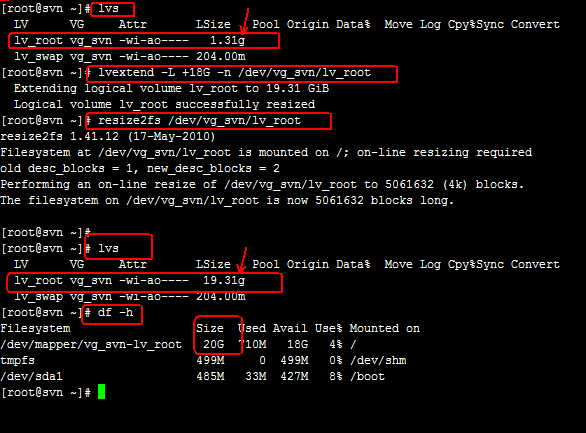 [root@svn ~]# lvs
LV VG Attr LSize Pool Origin Data% Move Log Cpy%Sync Convert
lv_root vg_svn -wi-ao---- 1.31g
lv_swap vg_svn -wi-ao---- 204.00m
[root@svn ~]# lvextend -L +18G -n /dev/vg_svn/lv_root
Extending logical volume lv_root to 19.31 GiB
Logical volume lv_root successfully resized
[root@svn ~]# resize2fs /dev/vg_svn/lv_root
resize2fs 1.41.12 (17-May-2010)
Filesystem at /dev/vg_svn/lv_root is mounted on /; on-line resizing required
old desc_blocks = 1, new_desc_blocks = 2
Performing an on-line resize of /dev/vg_svn/lv_root to 5061632 (4k) blocks.
The filesystem on /dev/vg_svn/lv_root is now 5061632 blocks long.
[root@svn ~]#
[root@svn ~]# lvs
LV VG Attr LSize Pool Origin Data% Move Log Cpy%Sync Convert
lv_root vg_svn -wi-ao---- 19.31g
lv_swap vg_svn -wi-ao---- 204.00m
[root@svn ~]# df -h
Filesystem Size Used Avail Use% Mounted on
/dev/mapper/vg_svn-lv_root 20G 710M 18G 4% /
tmpfs 499M 0 499M 0% /dev/shm
/dev/sda1 485M 33M 427M 8% /boot
[root@svn ~]#